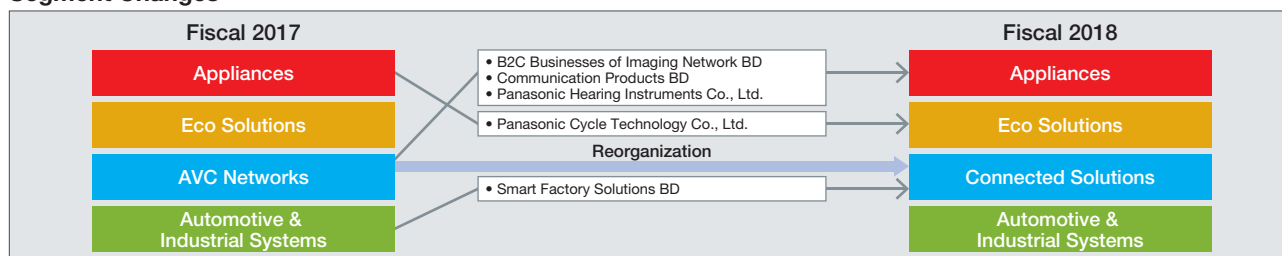 Segment Changes
Fiscal 2017
Fiscal 2018
Appliances
• B2C Businesses of Imaging Network BD
• Communication Products BD
• Panasonic Hearing Instruments Co., Ltd.
Appliances
Eco Solutions
• Panasonic Cycle Technology Co., Ltd.
Eco Solutions
Reorganization
AVC Networks
Connected Solutions
• Smart Factory Solutions BD
Automotive &
Industrial Systems
Automotive &
Industrial Systems